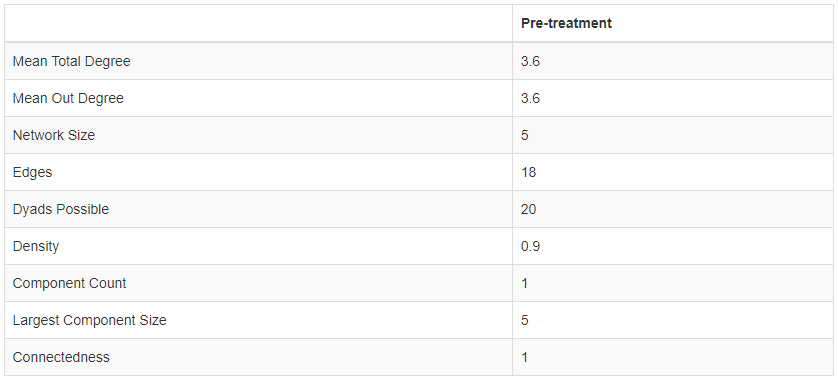 Pre-treatment
Mean Total Degree 3.6
Mean Out Degree 3.6
Network Size 5
Edges 18
Dyads Possible 20
Density 0.9
Component Count 1
Largest Component Size 5
Connectedness 1